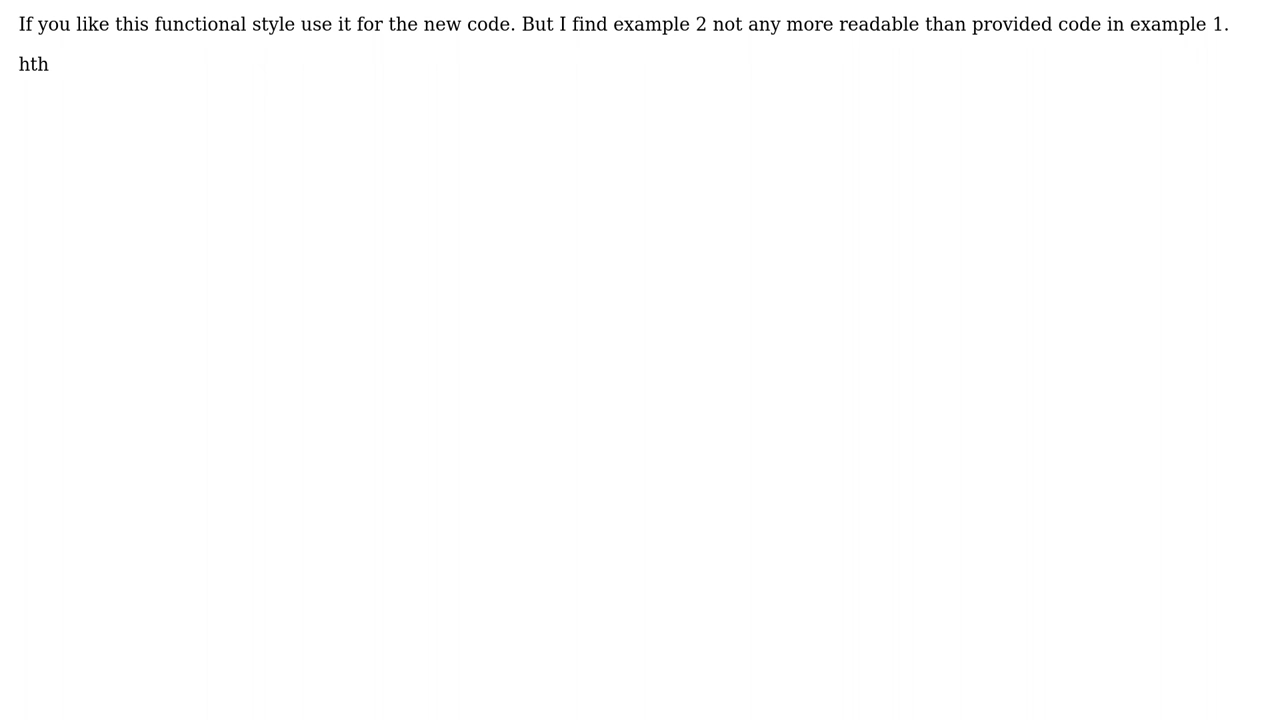 If you like this functional style use it for the new code. But I find example 2 not any more readable than provided code in example 1.
hth